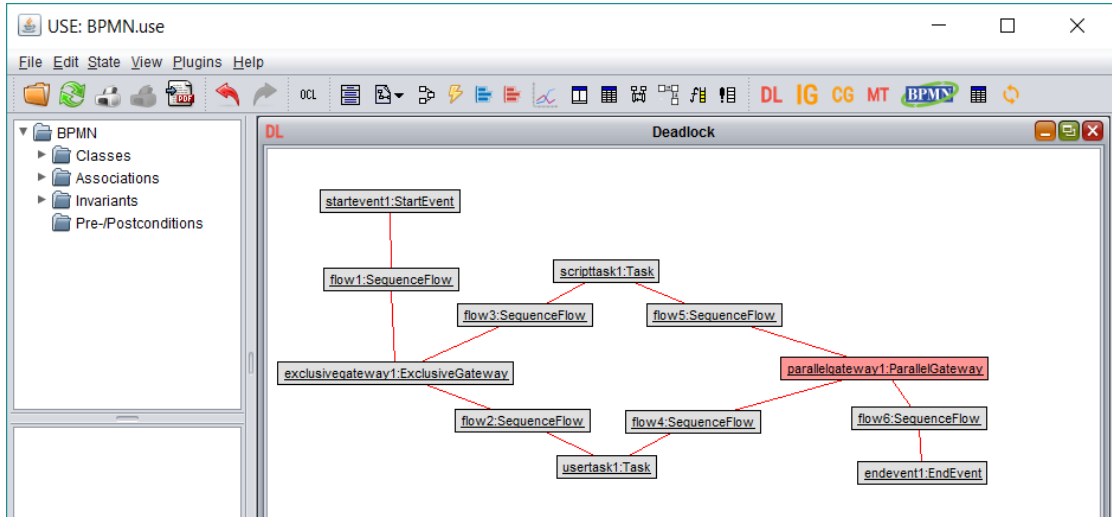 USE: BPMN.use
File Edit State View Plugins Help
PDF OCL DL IG CG MT BPMN
BPMN
Classes
Associations
Invariants
Pre-/Postconditions
DL Deadlock
startevent1:StartEvent
scripttask1:Task
flow1:SequenceFlow
flow3:SequenceFlow flow5:SequenceFlow
exclusivegateway1:ExclusiveGateway parallelgateway1:ParallelGateway
flow2:SequenceFlow flow4:SequenceFlow flow6:SequenceFlow
usertask1:Task endevent1:EndEvent